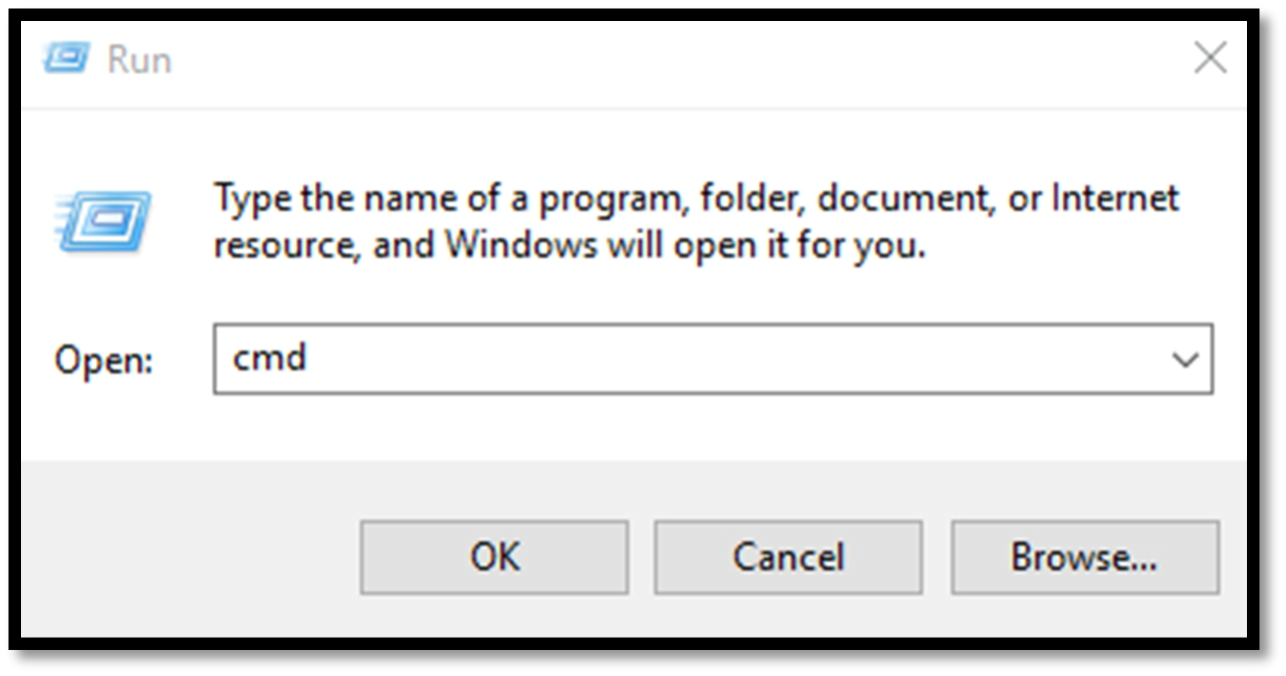 Run
Type the name of a program, folder, document, or Internet
resource, and Windows will open it for you.
Open: cmd
OK Cancel Browse...